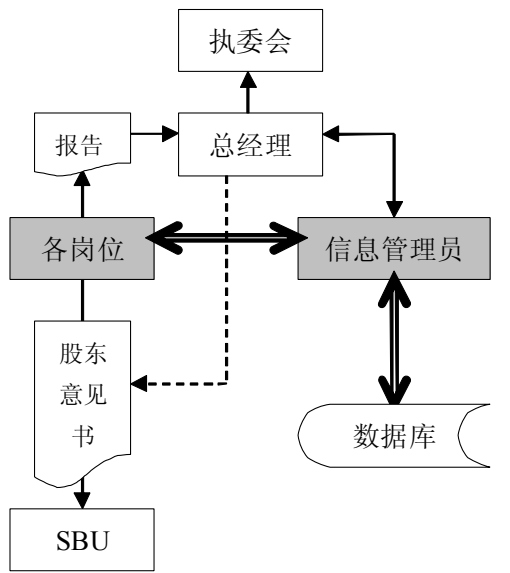 执委会
报告
总经理
各岗位
信息管理员
股东
意见
书
数据库
SBU